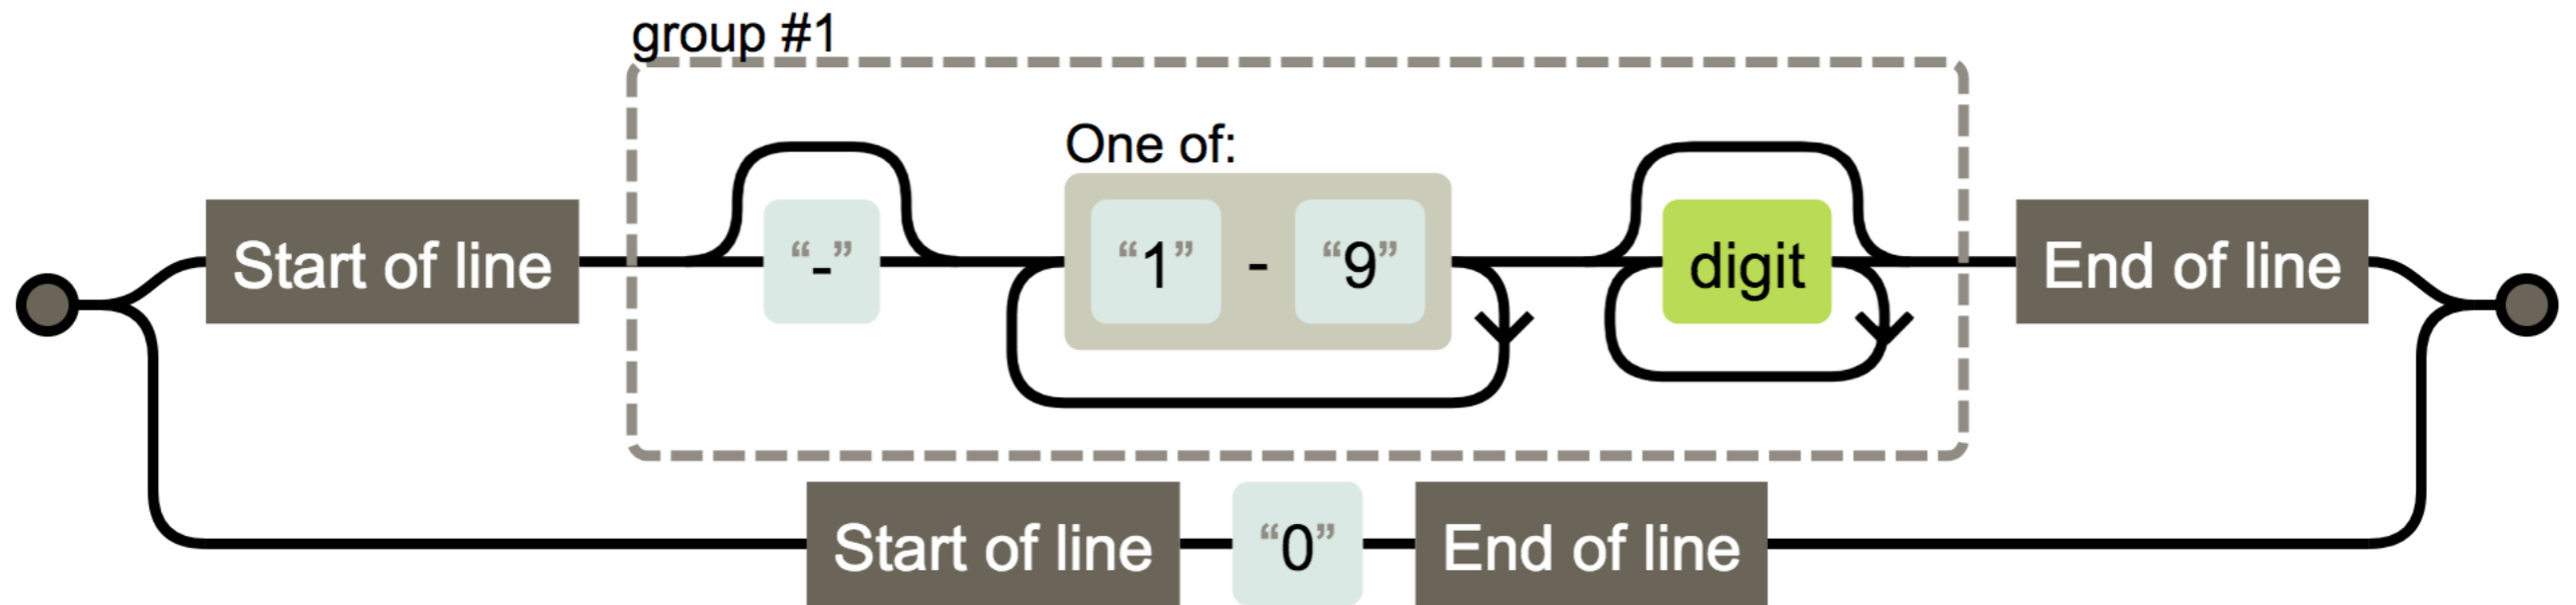 group #1
One of:
Start of line “-” “1” - “9” digit End of line
Start of line “0” End of line